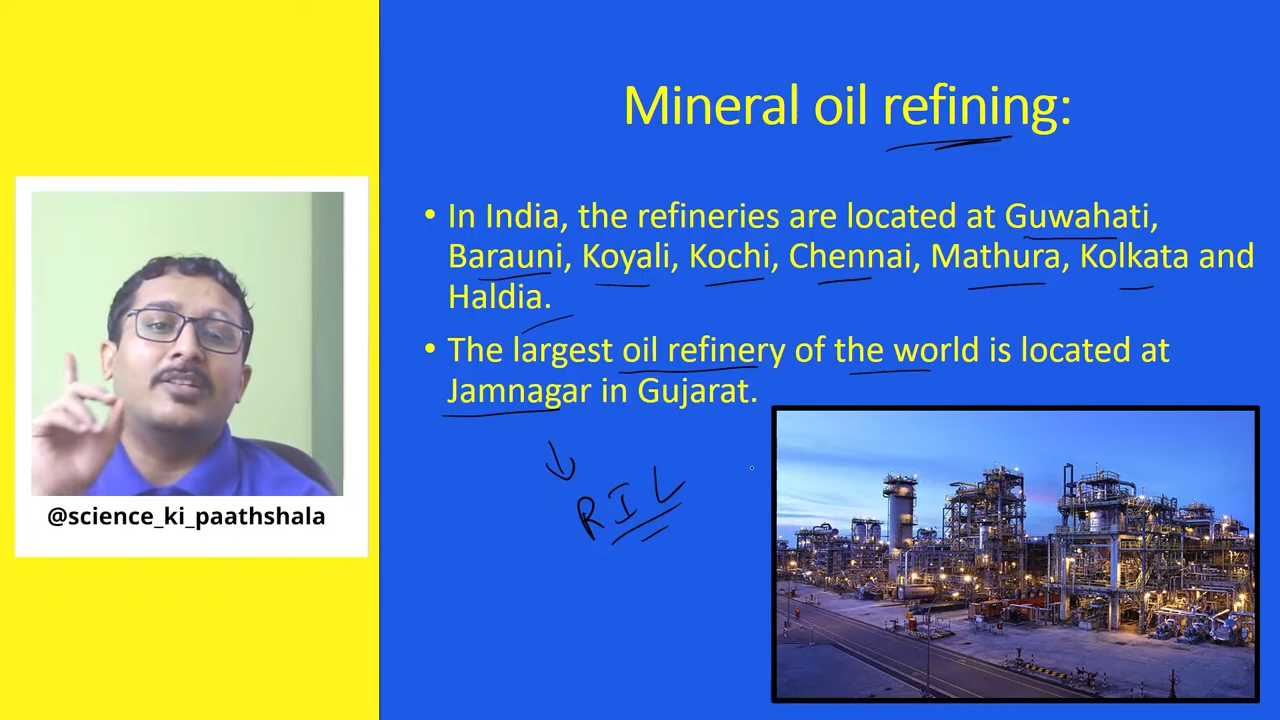 Mineral oil refining:
• In India, the refineries are located at Guwahati,
Barauni, Koyali, Kochi, Chennai, Mathura, Kolkata and
Haldia.
• The largest oil refinery of the world is located at
Jamnagar in Gujarat.
RIL
@science_ki_paathshala